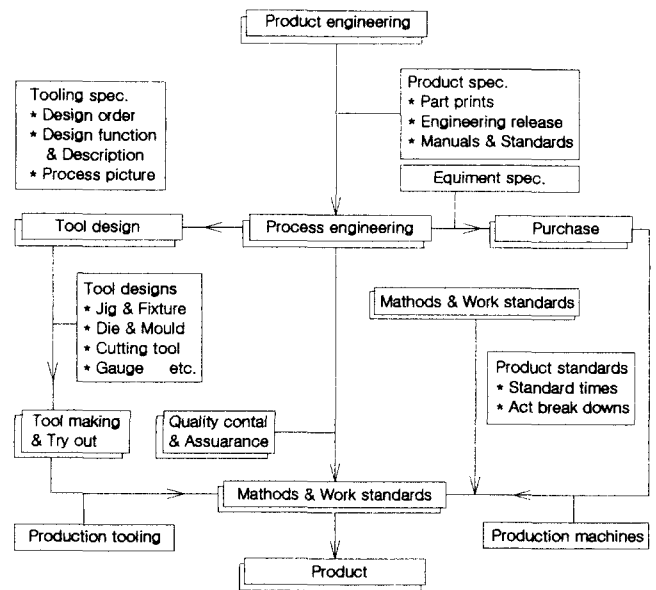 Product engineering
Tooling spec.
* Design order
* Design function
& Description
* Process picture
Product spec.
* Part prints
* Engineering release
* Manuals & Standards
Equiment spec.
Tool design
Process engineering
Purchase
Tool designs
* Jig & Fixture
* Die & Mould
* Cutting tool
* Gauge etc.
Mathods & Work standards
Product standards
* Standard times
* Act break downs
Tool making
& Try out
Quality contal
& Assuarance
Mathods & Work standards
Production tooling
Production machines
Product